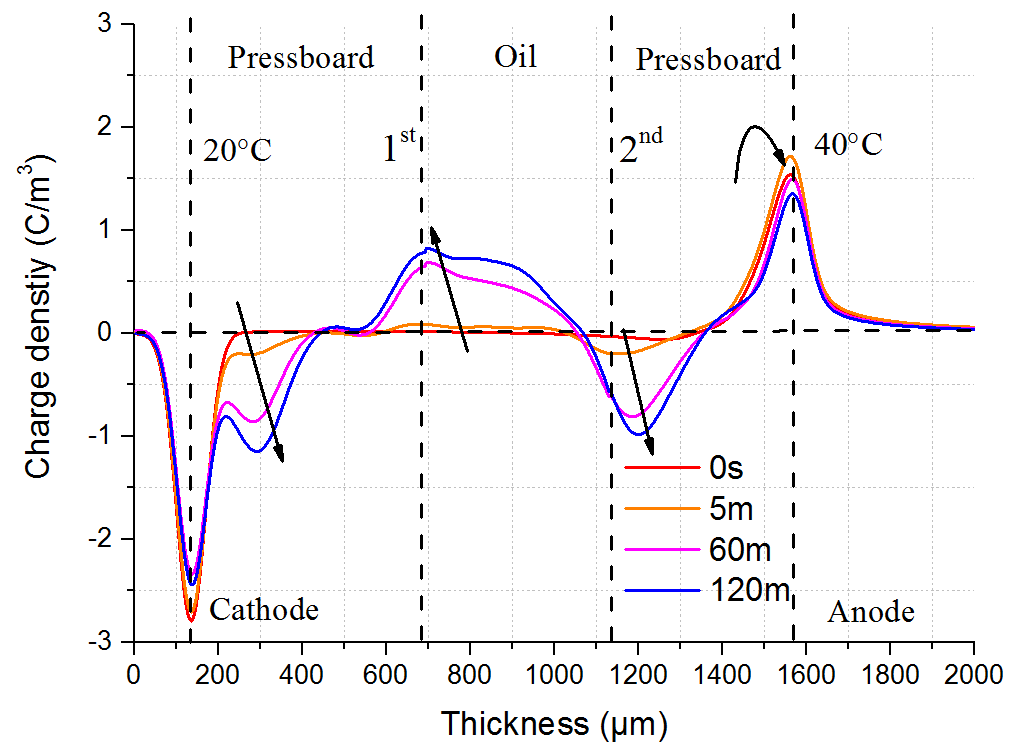 3
2
1
0
-1
-2
-3
Charge denstiy (C/m³)
Pressboard
Oil
Pressboard
20°C
1ˢᵗ
2ⁿᵈ
40°C
0s
5m
60m
120m
Cathode
Anode
0 200 400 600 800 1000 1200 1400 1600 1800 2000
Thickness (μm)